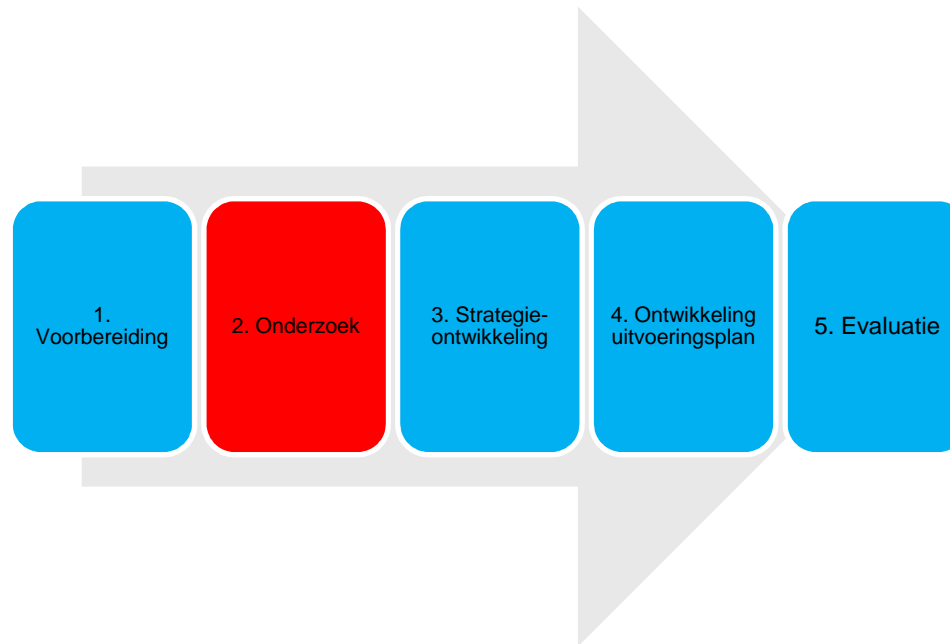 1.
Voorbereiding
2. Onderzoek
3. Strategie-
ontwikkeling
4. Ontwikkeling
uitvoeringsplan
5. Evaluatie